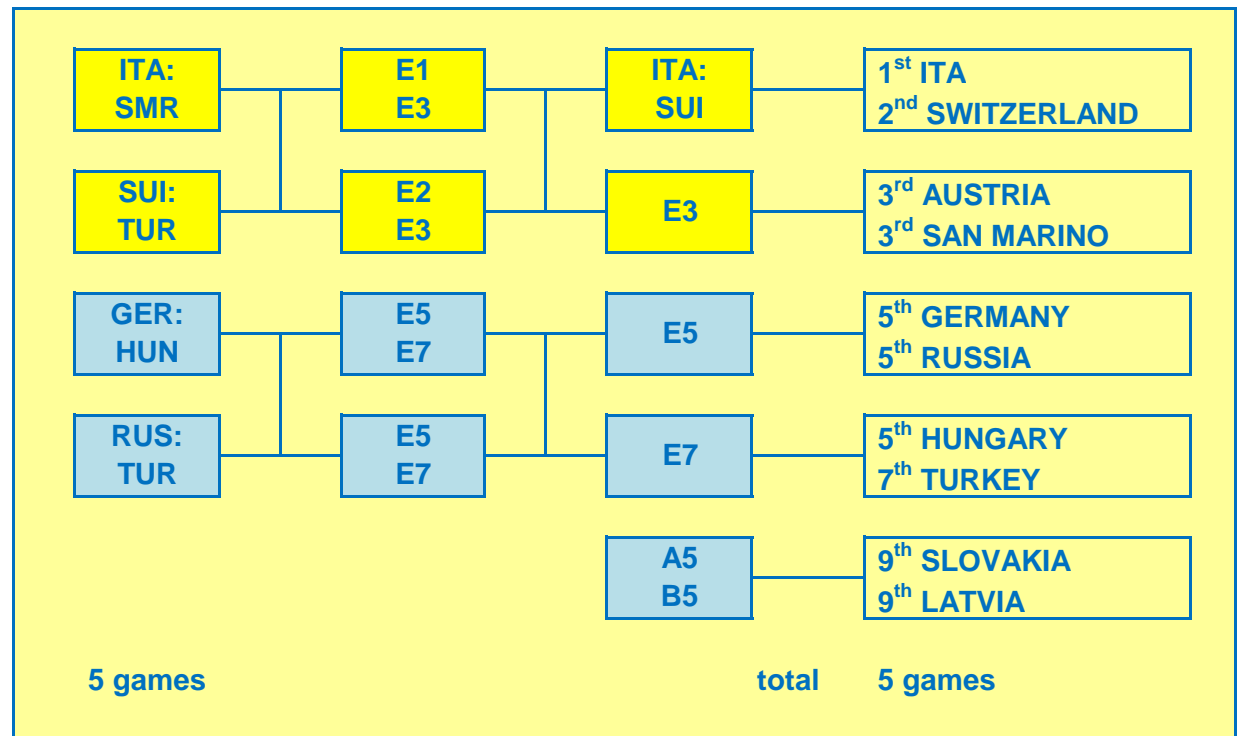 ITA:
SMR
E1
E3
ITA:
SUI
1st ITA
2nd SWITZERLAND
SUI:
TUR
E2
E3
E3
3rd AUSTRIA
3rd SAN MARINO
GER:
HUN
E5
E7
E5
5th GERMANY
5th RUSSIA
RUS:
TUR
E5
E7
E7
5th HUNGARY
7th TURKEY
A5
B5
9th SLOVAKIA
9th LATVIA
5 games
total 5 games